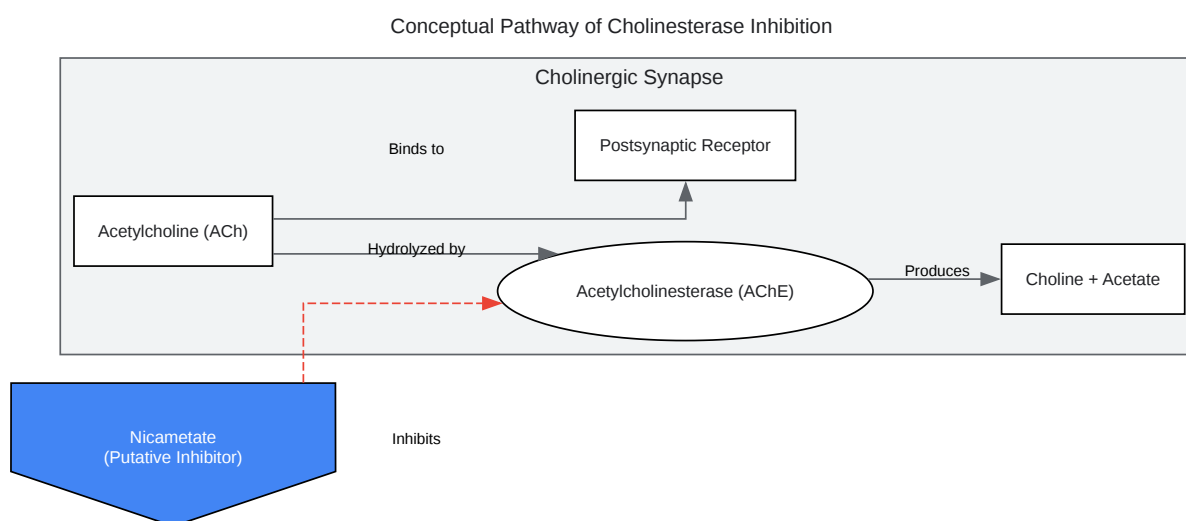 Conceptual Pathway of Cholinesterase Inhibition
Cholinergic Synapse
Binds to
Postsynaptic Receptor
Acetylcholine (ACh)
Hydrolyzed by
Acetylcholinesterase (AChE)
Produces
Choline + Acetate
Nicametate
(Putative Inhibitor)
Inhibits